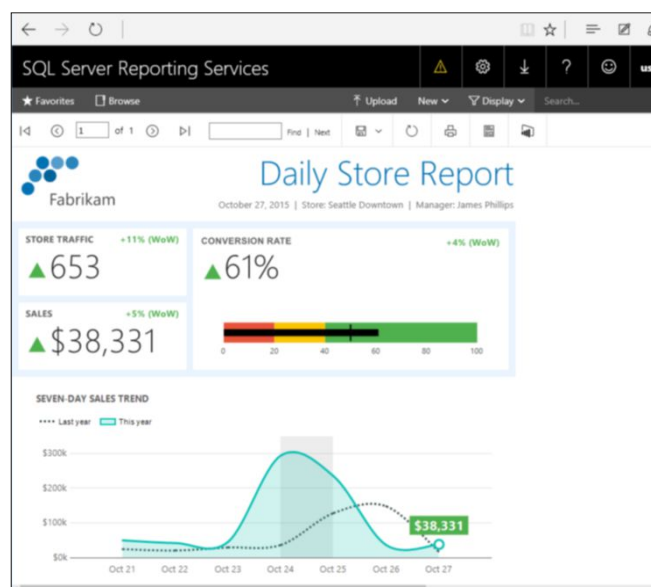 SQL Server Reporting Services
?
us
★ Favorites Browse Upload New Display Search...
1 of 1 Find | Next
Fabrikam
Daily Store Report
October 27, 2015 | Store: Seattle Downtown | Manager: James Phillips
STORE TRAFFIC +11% (WoW)
▲653
CONVERSION RATE +4% (WoW)
▲61%
SALES +5% (WoW)
▲$38,331
0 20 40 60 80 100
SEVEN-DAY SALES TREND
Last year This year
$300k
$200k
$100k
$0k
$38,331
Oct 21 Oct 22 Oct 23 Oct 24 Oct 25 Oct 26 Oct 27